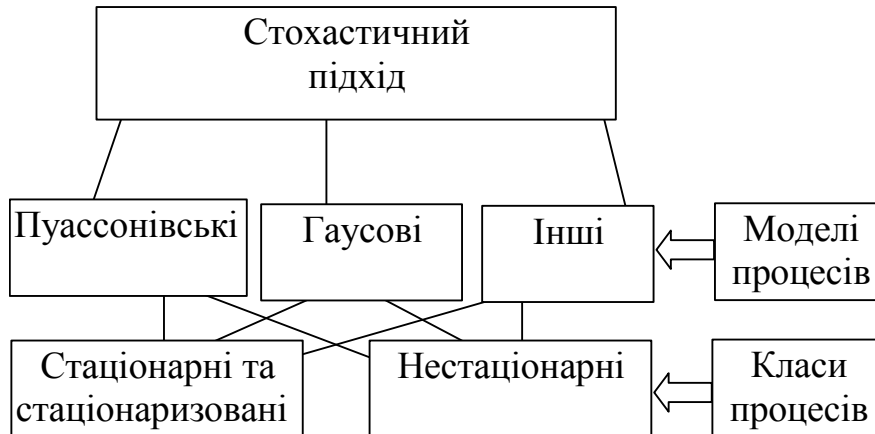 Стохастичний
підхід
Пуассонівські
Гаусові
Інші
Моделі
процесів
Стаціонарні та
стаціонаризовані
Нестаціонарні
Класи
процесів